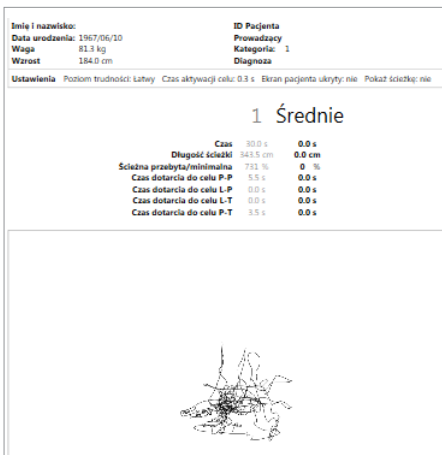 Imię i nazwisko: ID Pacjenta
Data urodzenia: 1967/06/10 Prowadzący
Waga 81.3 kg Kategoria: 1
Wzrost 184.0 cm Diagnoza
Ustawienia Poziom trudności: Łatwy Czas aktywacji celu: 0.3 s Ekran pacjenta ukryty: nie Pokaż ścieżkę: nie
1 Średnie
Czas 30.0 s 0.0 s
Długość ścieżki 343.5 cm 0.0 cm
Ścieżna przebyta/minimalna 731 % 0 %
Czas dotarcia do celu P-P 5.5 s 0.0 s
Czas dotarcia do celu L-P 0.0 s 0.0 s
Czas dotarcia do celu L-T 0.0 s 0.0 s
Czas dotarcia do celu P-T 3.5 s 0.0 s